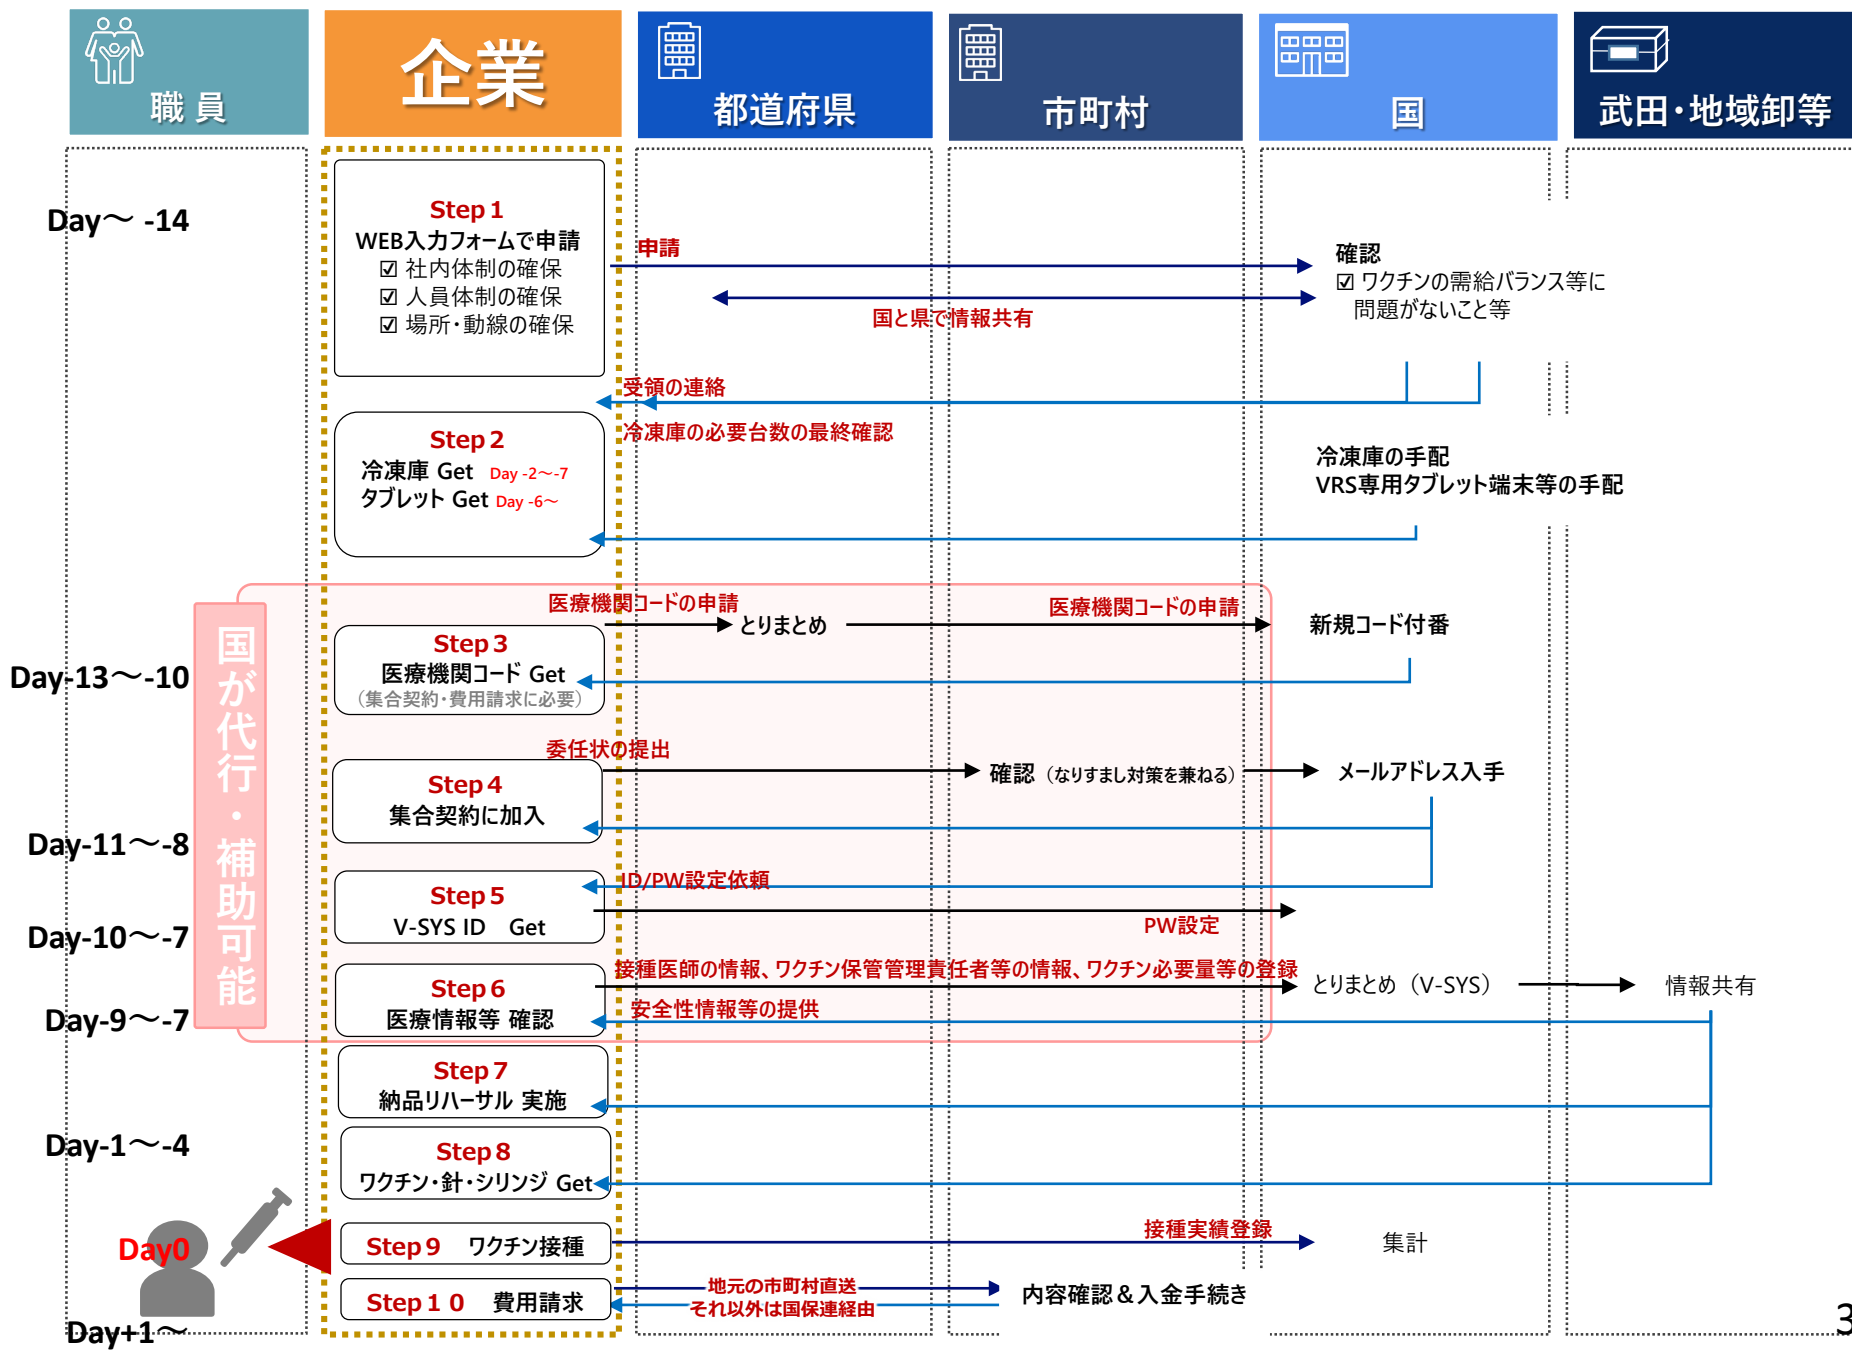 職 員
企業
都道府県
市町村
国
武田・地域卸等
Day～ -14
Step 1
WEB入力フォームで申請
☑ 社内体制の確保
☑ 人員体制の確保
☑ 場所・動線の確保
申請
国と県で情報共有
確認
☑ ワクチンの需給バランス等に
問題がないこと等
受領の連絡
冷凍庫の必要台数の最終確認
Step 2
冷凍庫 Get Day -2～-7
タブレット Get Day -6～
冷凍庫の手配
VRS専用タブレット端末等の手配
国が代行・補助可能
Day-13～-10
Step 3
医療機関コード Get
（集合契約・費用請求に必要）
医療機関コードの申請
とりまとめ
医療機関コードの申請
新規コード付番
委任状の提出
Step 4
集合契約に加入
確認（なりすまし対策を兼ねる）
メールアドレス入手
Day-11～-8
ID/PW設定依頼
Step 5
V-SYS ID Get
PW設定
Day-10～-7
接種医師の情報、ワクチン保管管理責任者等の情報、ワクチン必要量等の登録
Step 6
医療情報等 確認
とりまとめ（V-SYS）
情報共有
安全性情報等の提供
Day-9～-7
Step 7
納品リハーサル 実施
Day-1～-4
Step 8
ワクチン・針・シリンジ Get
Day0
Step 9 ワクチン接種
接種実績登録
集計
Step 1 0 費用請求
地元の市町村直送
それ以外は国保連経由
内容確認＆入金手続き
Day+1～
3